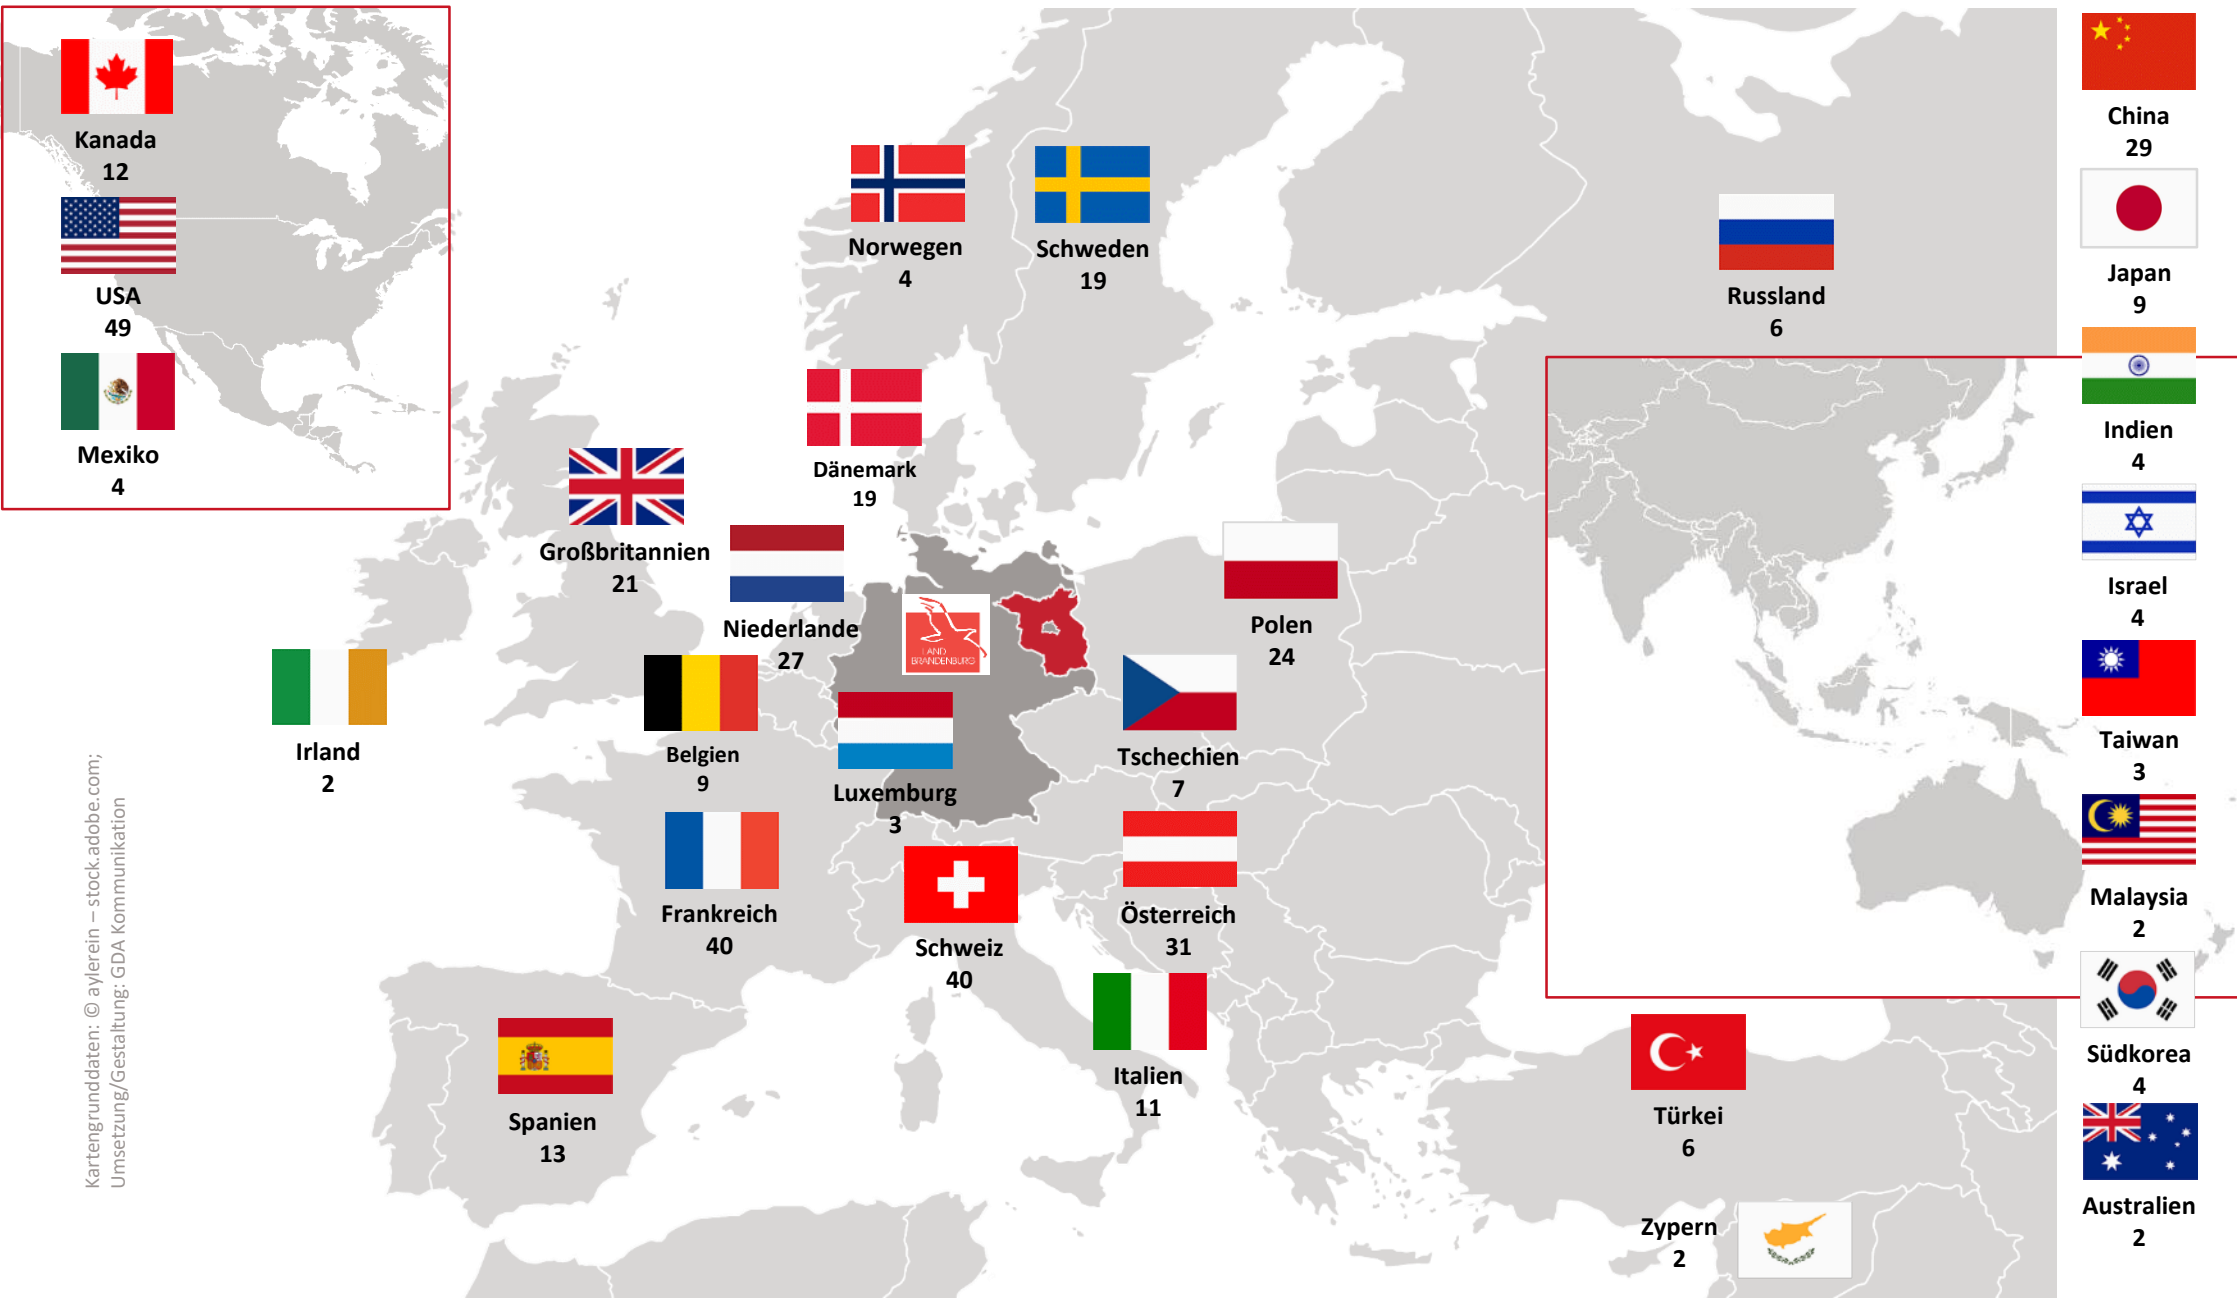 Kanada
12
USA
49
Mexiko
4
Norwegen
4
Schweden
19
Russland
6
Dänemark
19
Großbritannien
21
Niederlande
27
LAND
BRANDENBURG
Polen
24
Irland
2
Belgien
9
Luxemburg
3
Tschechien
7
Frankreich
40
Schweiz
40
Österreich
31
Spanien
13
Italien
11
Türkei
6
Zypern
2
China
29
Japan
9
Indien
4
Israel
4
Taiwan
3
Malaysia
2
Südkorea
4
Australien
2
Kartengrunddaten: © aylerein – stock.adobe.com;
Umsetzung/Gestaltung: GDA Kommunikation